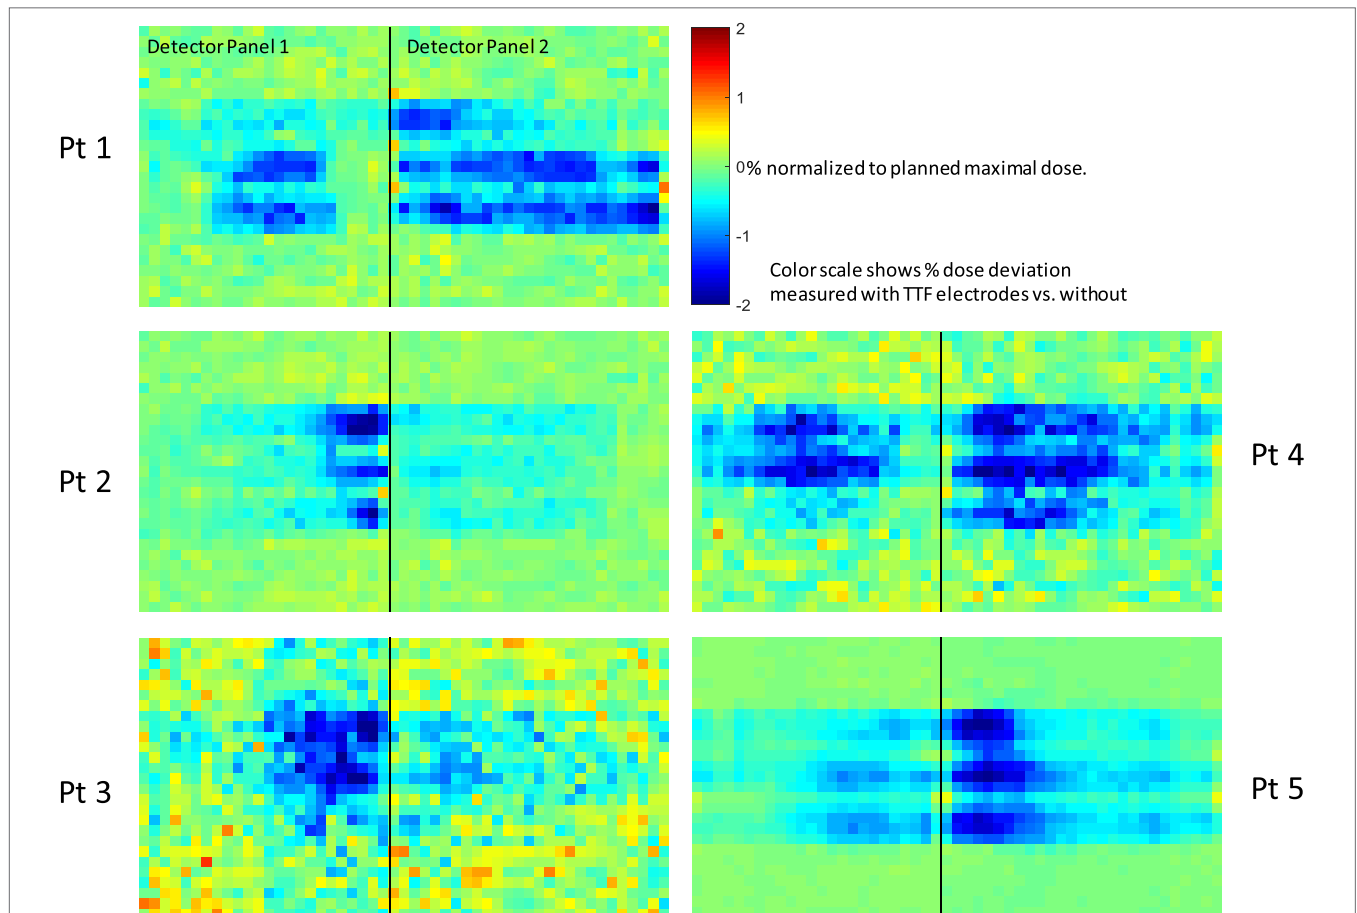 Detector Panel 1
Detector Panel 2
2
1
0
-1
-2
% normalized to planned maximal dose.
Color scale shows % dose deviation
measured with TTF electrodes vs. without
Pt 1
Pt 2
Pt 4
Pt 3
Pt 5